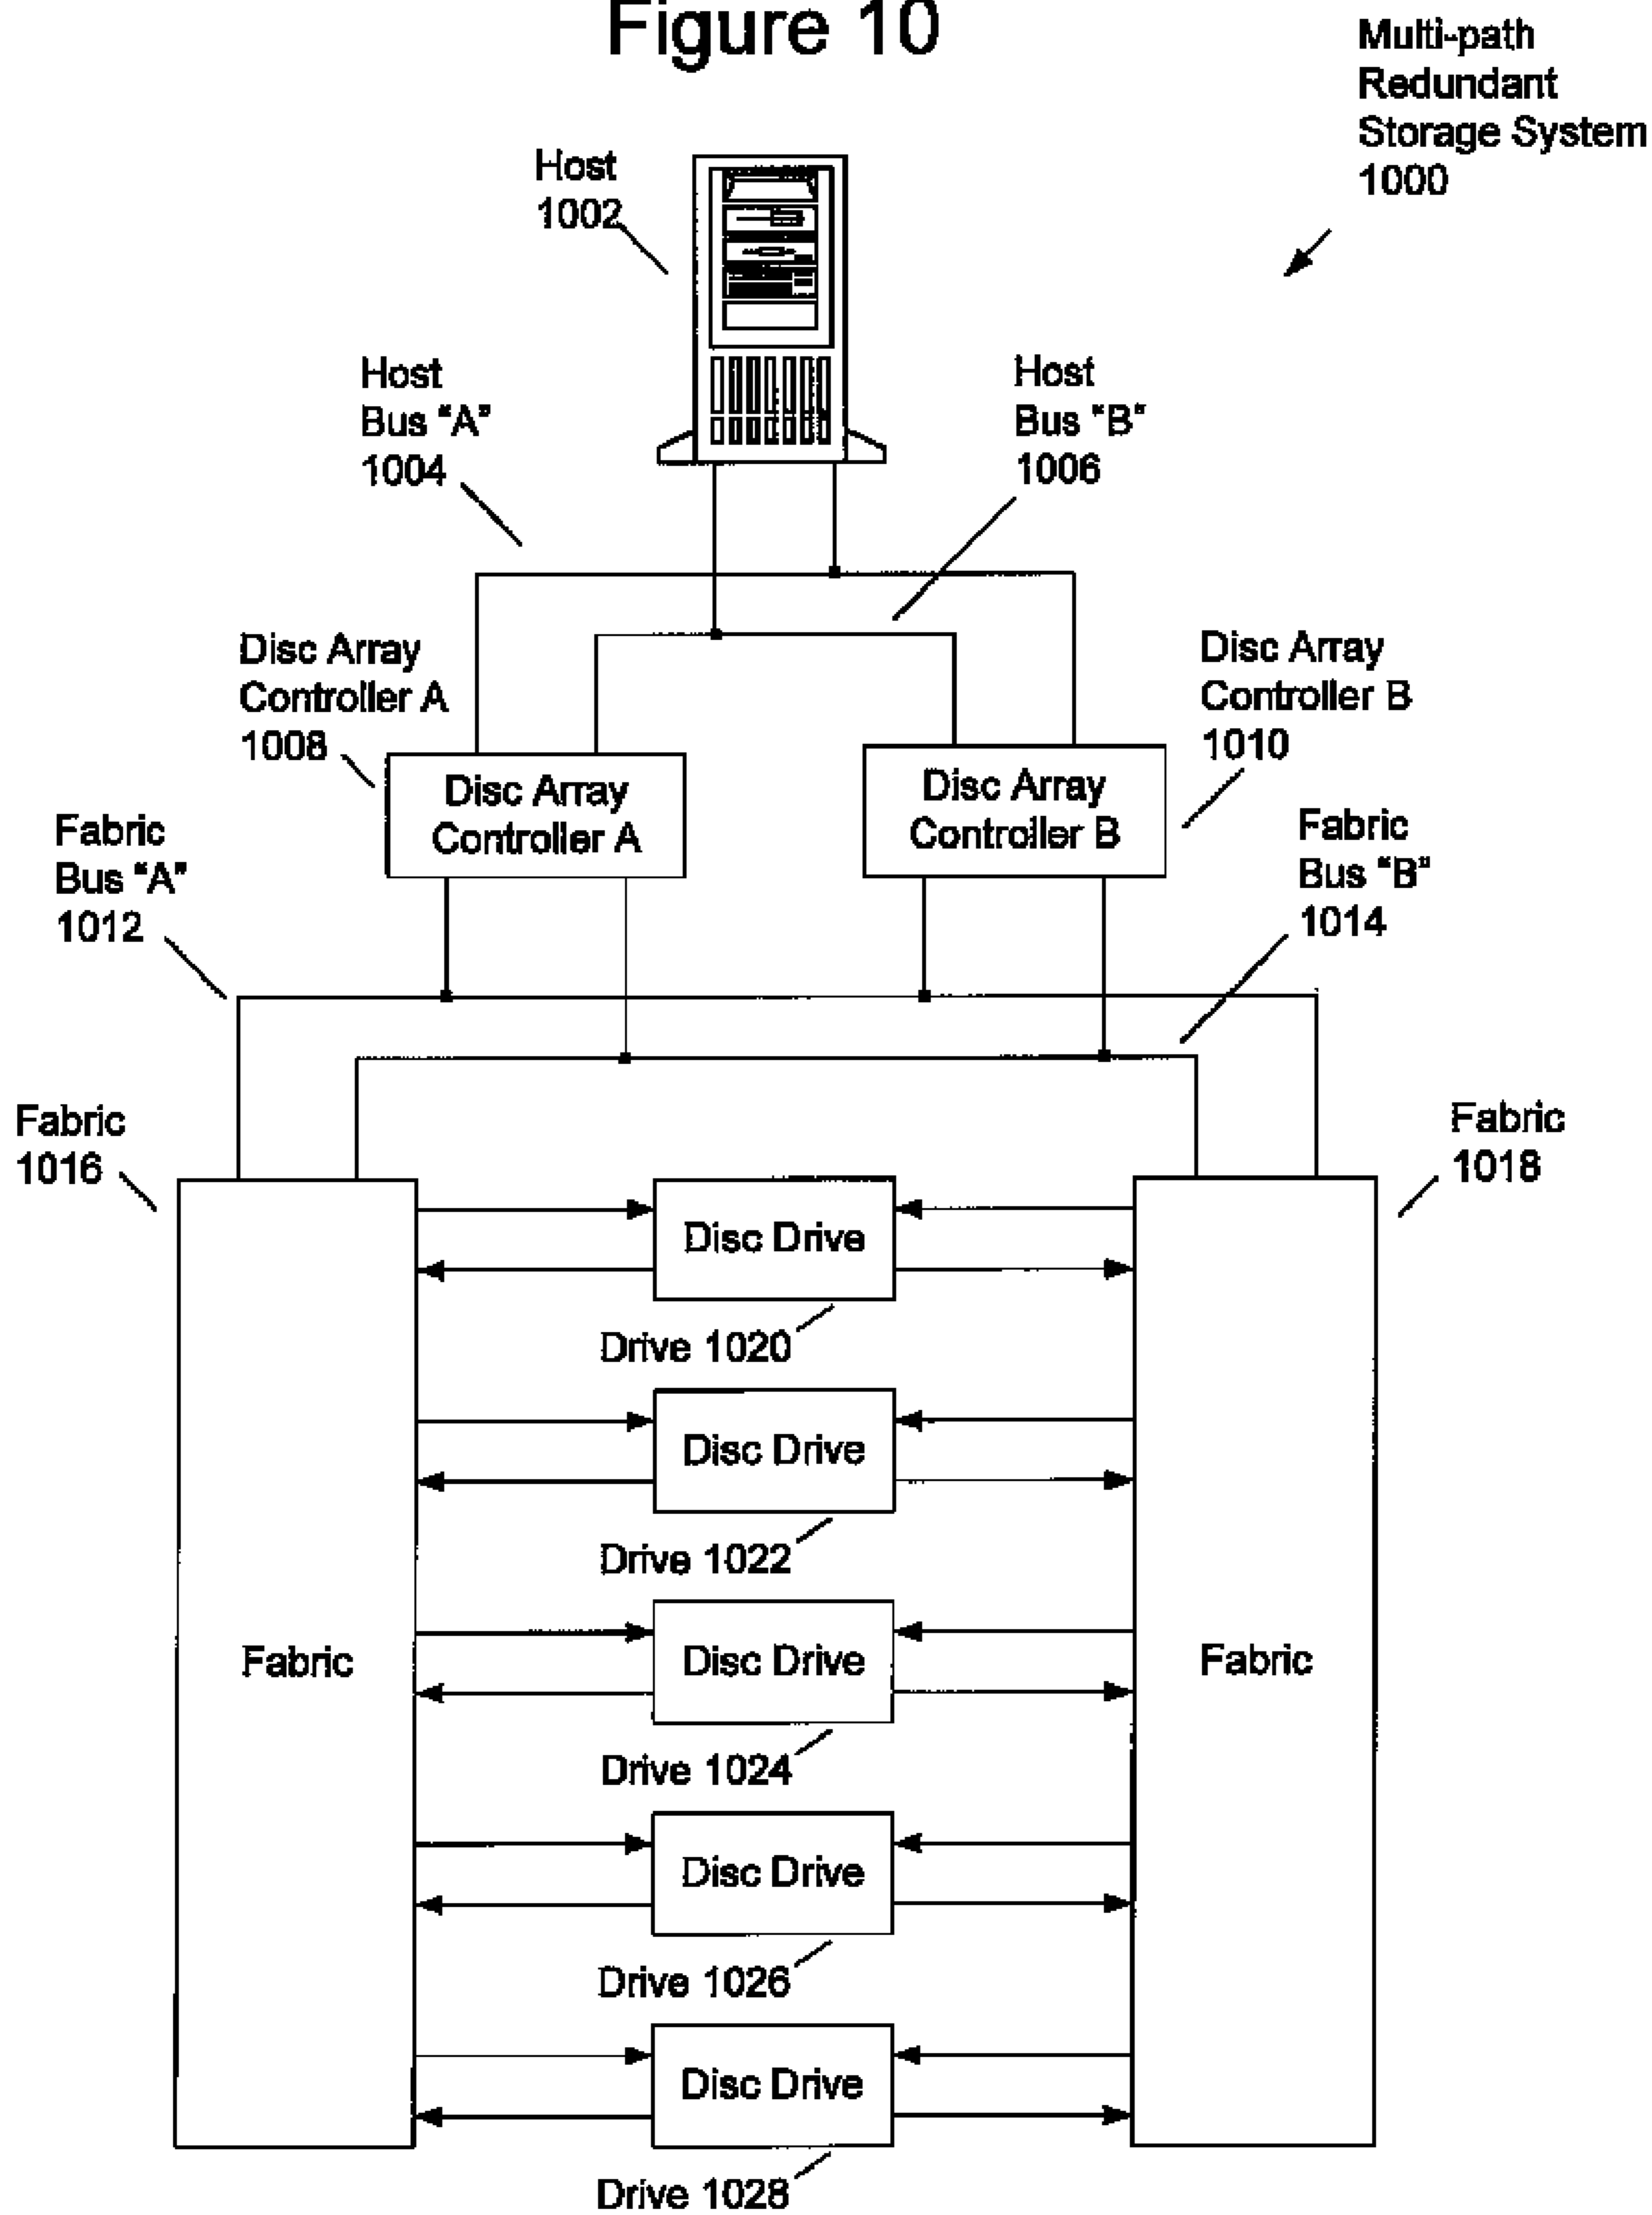 Figure 10
Multi-path
Redundant
Storage System
1000
Host
1002
Host
Bus "A"
1004
Host
Bus "B"
1006
Disc Array
Controller A
1008
Disc Array
Controller B
1010
Disc Array
Controller A
Disc Array
Controller B
Fabric
Bus "A"
1012
Fabric
Bus "B"
1014
Fabric
1016
Fabric
1018
Disc Drive
Drive 1020
Disc Drive
Drive 1022
Fabric
Disc Drive
Fabric
Drive 1024
Disc Drive
Drive 1026
Disc Drive
Drive 1028